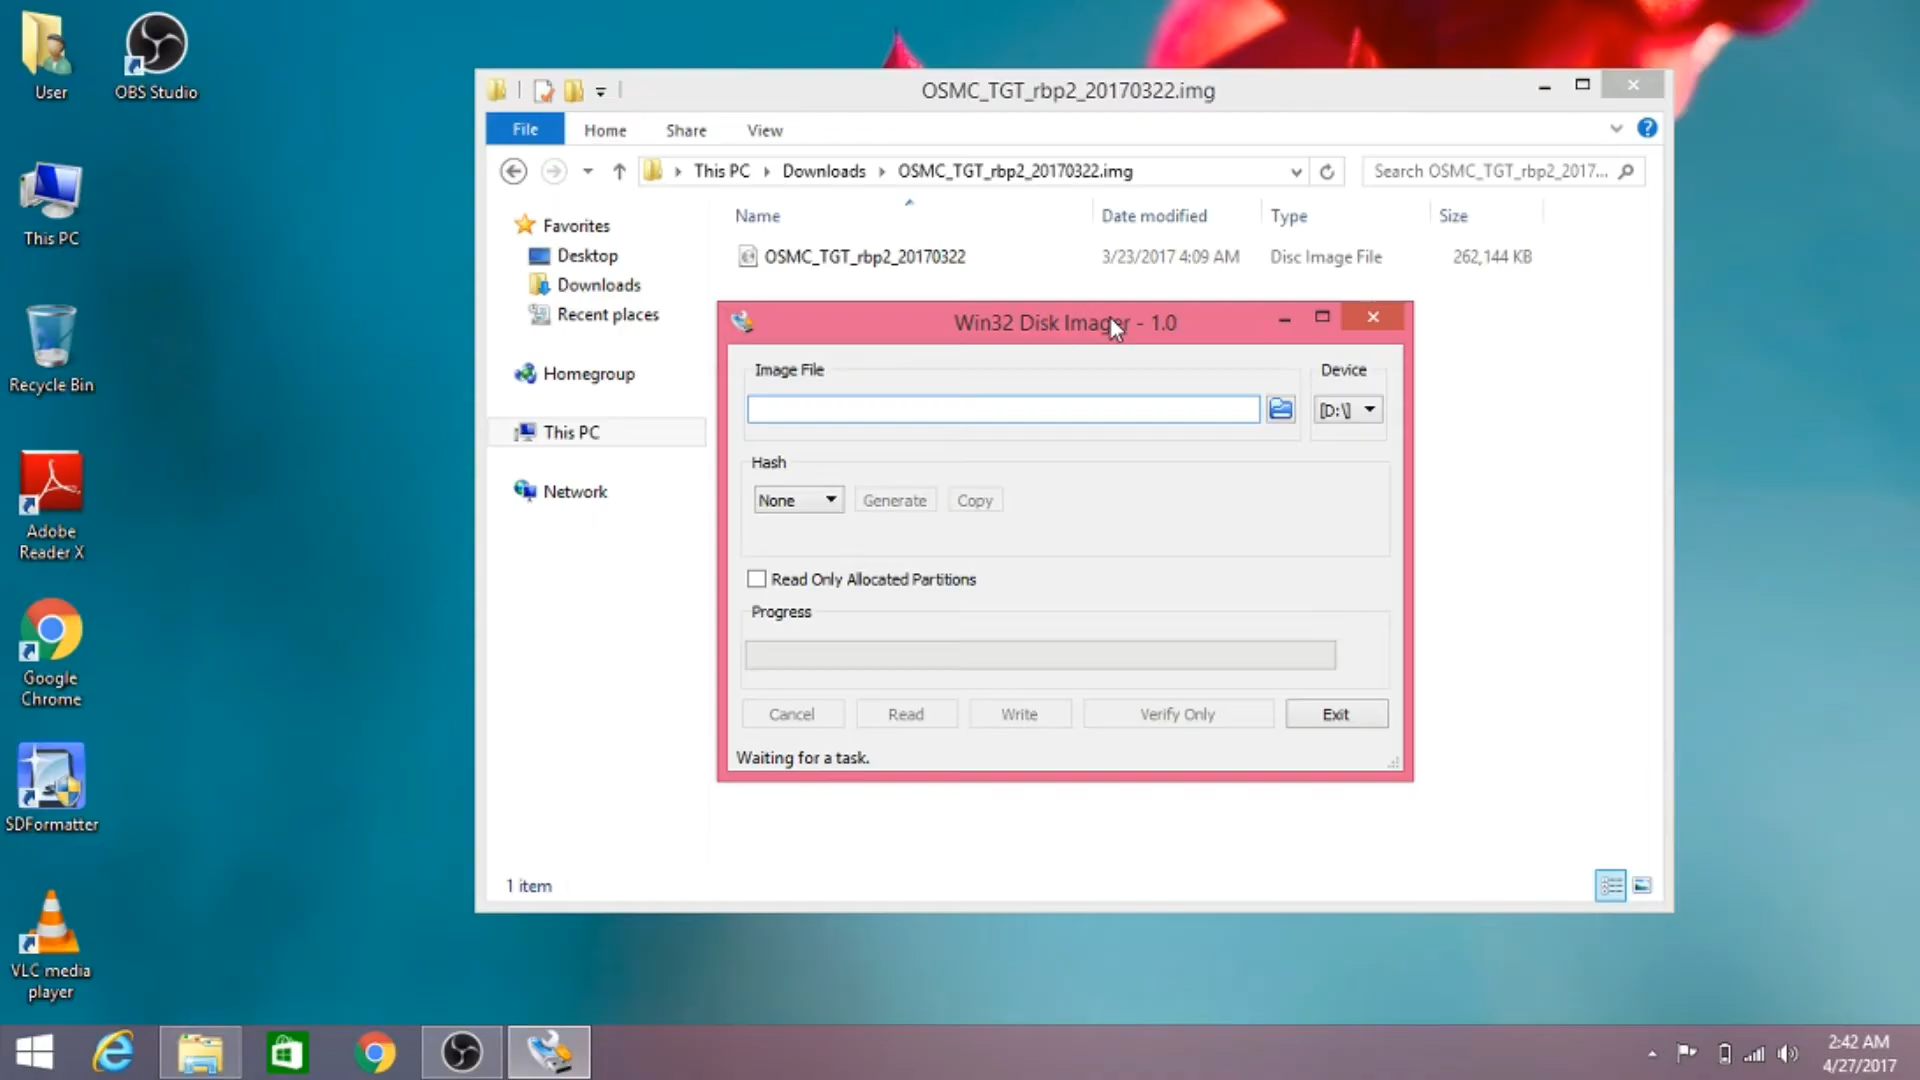 User
OBS Studio
This PC
Recycle Bin
Adobe
Reader X
Google
Chrome
SDFormatter
VLC media
player
OSMC_TGT_rbp2_20170322.img
File
Home
Share
View
This PC
Downloads
OSMC_TGT_rbp2_20170322.img
Search OSMC_TGT_rbp2_2017...
Favorites
Desktop
Downloads
Recent places
Homegroup
This PC
Network
Name
Date modified
Type
Size
OSMC_TGT_rbp2_20170322
3/23/2017 4:09 AM
Disc Image File
262,144 KB
Win32 Disk Imager - 1.0
Image File
Device
[D:\]
Hash
None
Generate
Copy
Read Only Allocated Partitions
Progress
Cancel
Read
Write
Verify Only
Exit
Waiting for a task.
1 item
2:42 AM
4/27/2017